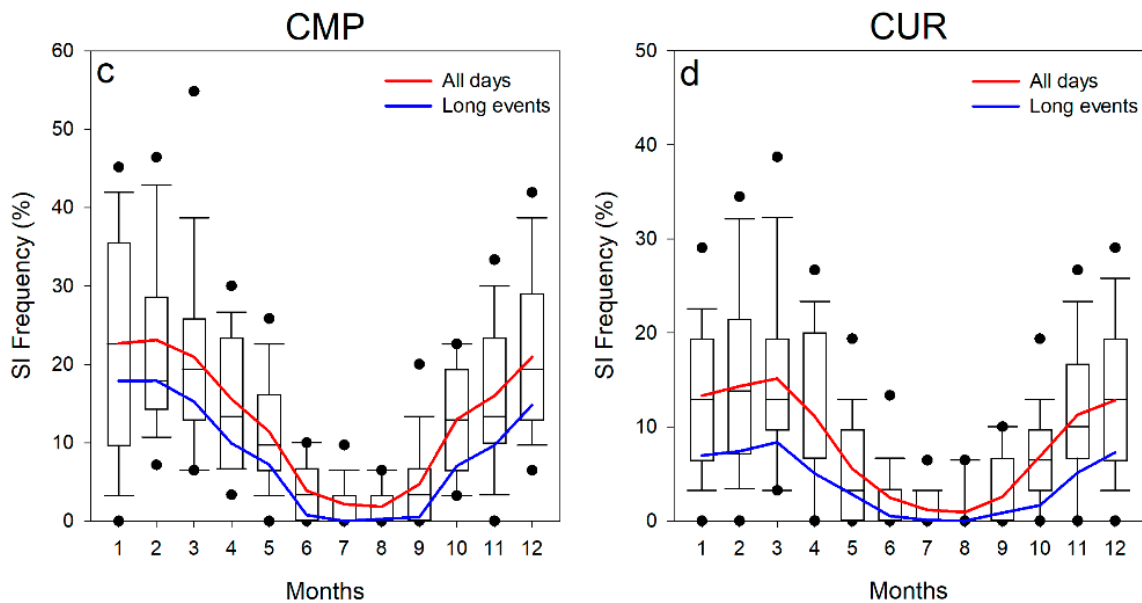 CMP
c
All days
Long events
60
50
40
30
20
10
0
SI Frequency (%)
1 2 3 4 5 6 7 8 9 10 11 12
Months
CUR
d
All days
Long events
50
40
30
20
10
0
SI Frequency (%)
1 2 3 4 5 6 7 8 9 10 11 12
Months